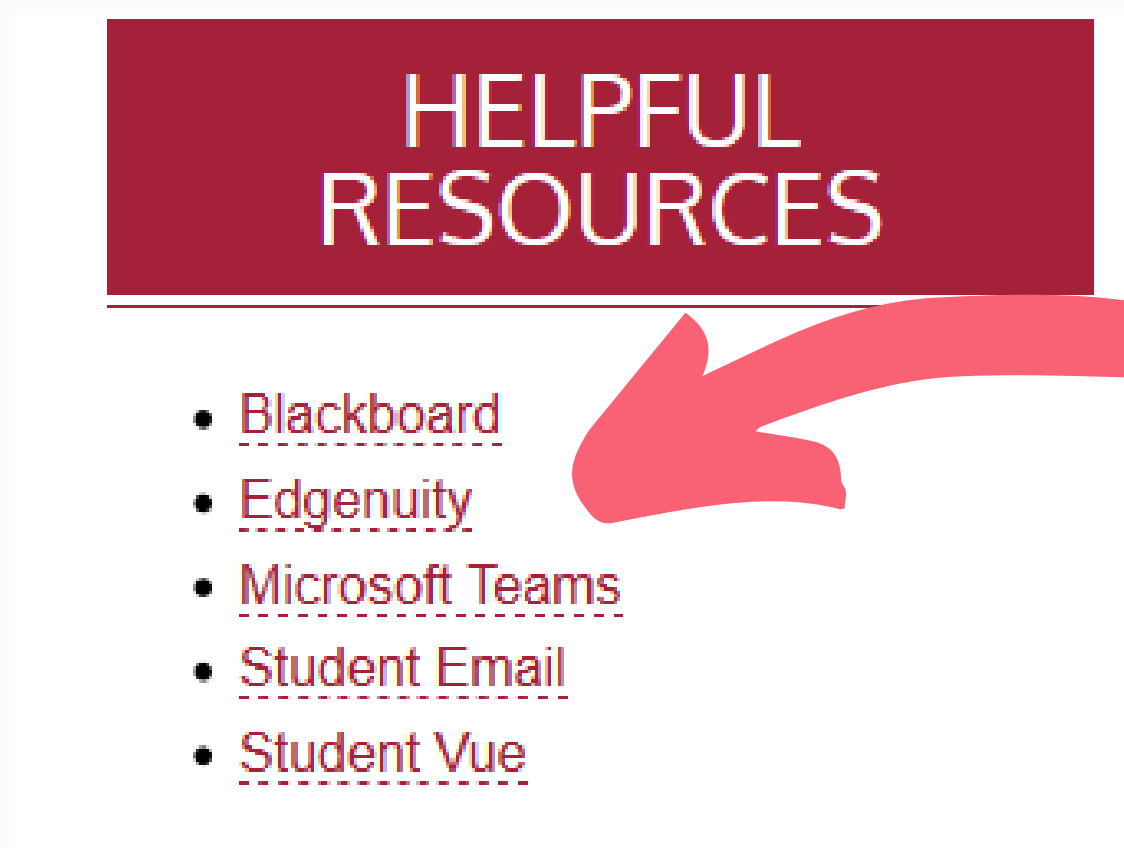 HELPFUL
RESOURCES
Blackboard
Edgenuity
Microsoft Teams
Student Email
Student Vue